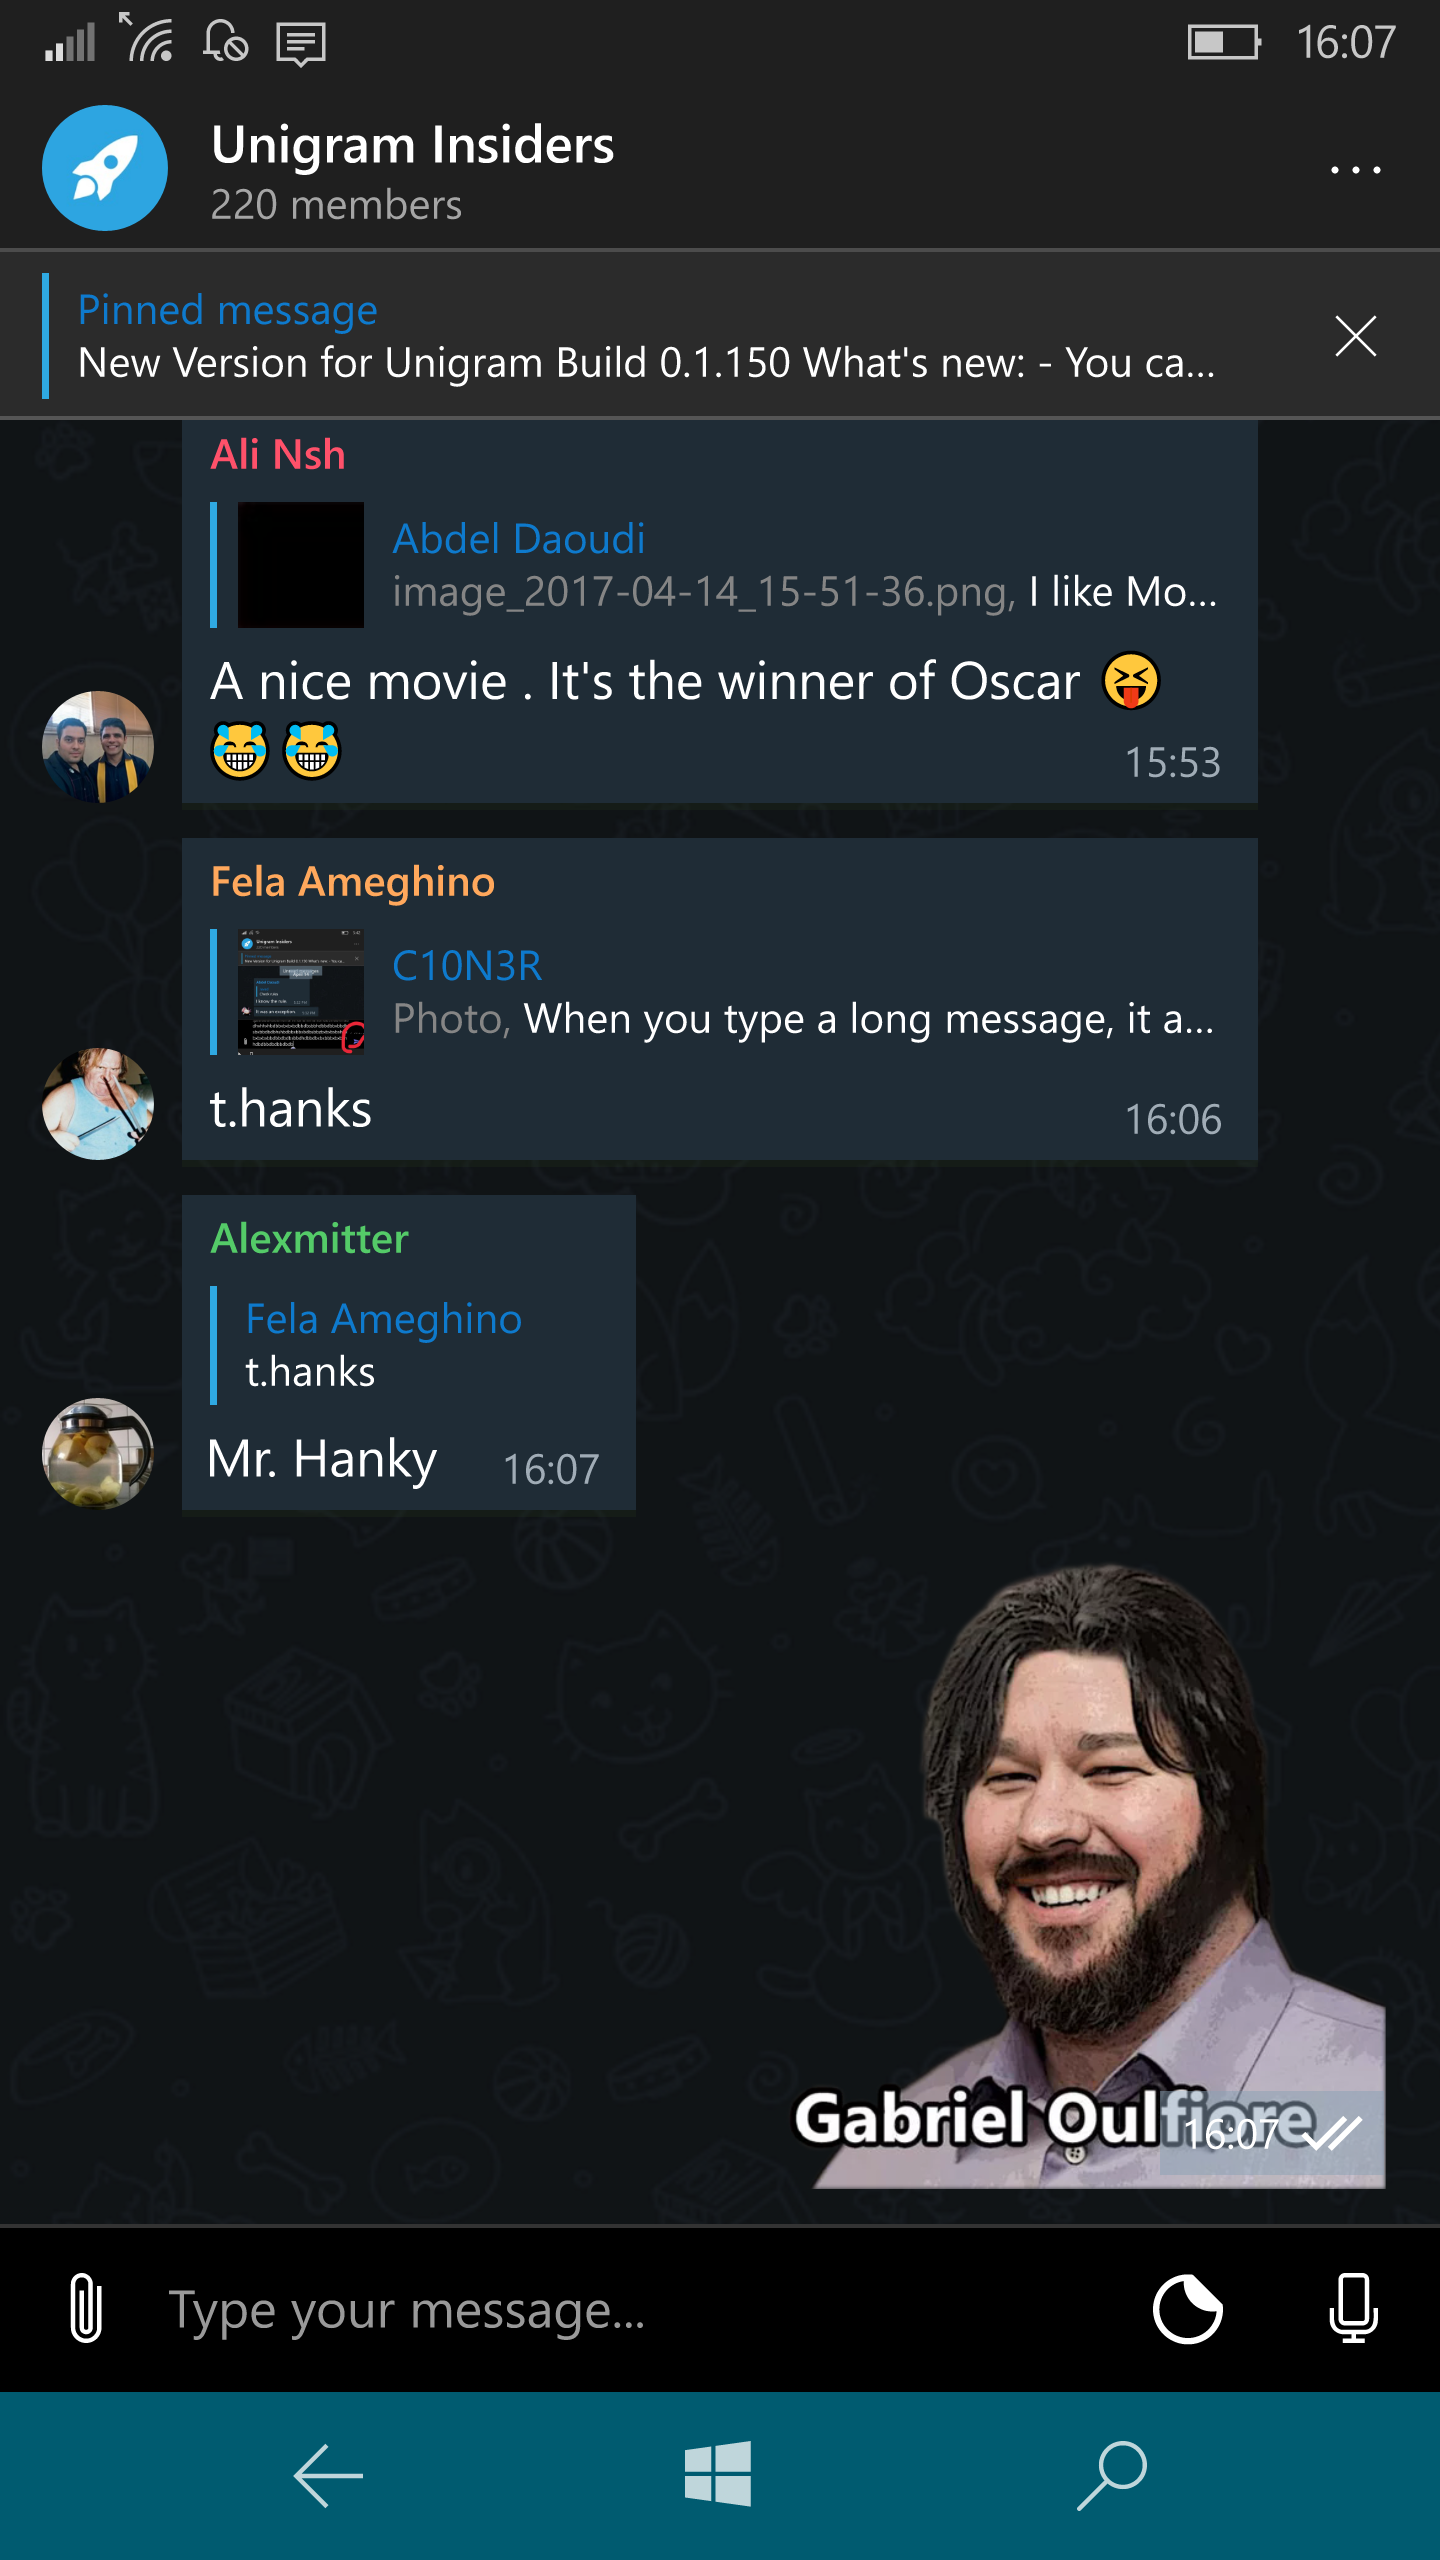 16:07
Unigram Insiders
220 members
Pinned message
New Version for Unigram Build 0.1.150 What's new: - You ca...
Ali Nsh
Abdel Daoudi
image_2017-04-14_15-51-36.png, I like Mo...
A nice movie . It's the winner of Oscar 😝
😹 😹
15:53
Fela Ameghino
C10N3R
Photo, When you type a long message, it a...
t.hanks
16:06
Alexmitter
Fela Ameghino
t.hanks
Mr. Hanky
16:07
Gabriel Oulfiore
16:07
Type your message...